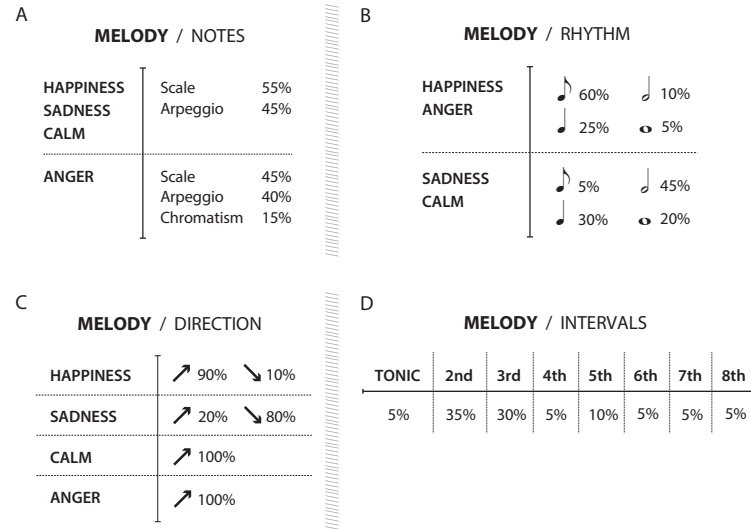 A
MELODY / NOTES
HAPPINESS
SADNESS
CALM
Scale 55%
Arpeggio 45%
ANGER
Scale 45%
Arpeggio 40%
Chromatism 15%
B
MELODY / RHYTHM
HAPPINESS
ANGER
60% 10%
25% 5%
SADNESS
CALM
5% 45%
30% 20%
C
MELODY / DIRECTION
HAPPINESS 90% 10%
SADNESS 20% 80%
CALM 100%
ANGER 100%
D
MELODY / INTERVALS
TONIC 2nd 3rd 4th 5th 6th 7th 8th
5% 35% 30% 5% 10% 5% 5% 5%